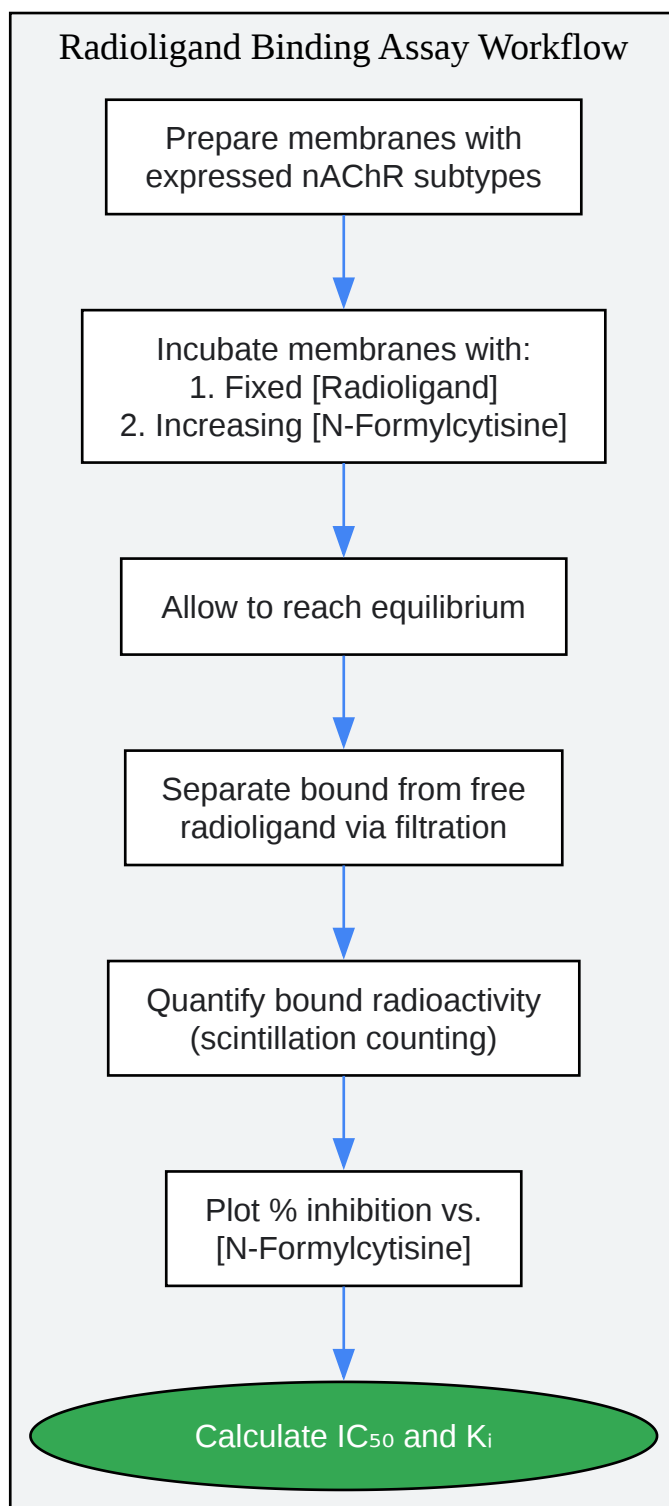 Radioligand Binding Assay Workflow
Prepare membranes with
expressed nAChR subtypes
Incubate membranes with:
1. Fixed [Radioligand]
2. Increasing [N-Formylcytisine]
Allow to reach equilibrium
Separate bound from free
radioligand via filtration
Quantify bound radioactivity
(scintillation counting)
Plot % inhibition vs.
[N-Formylcytisine]
Calculate IC₅₀ and Kᵢ